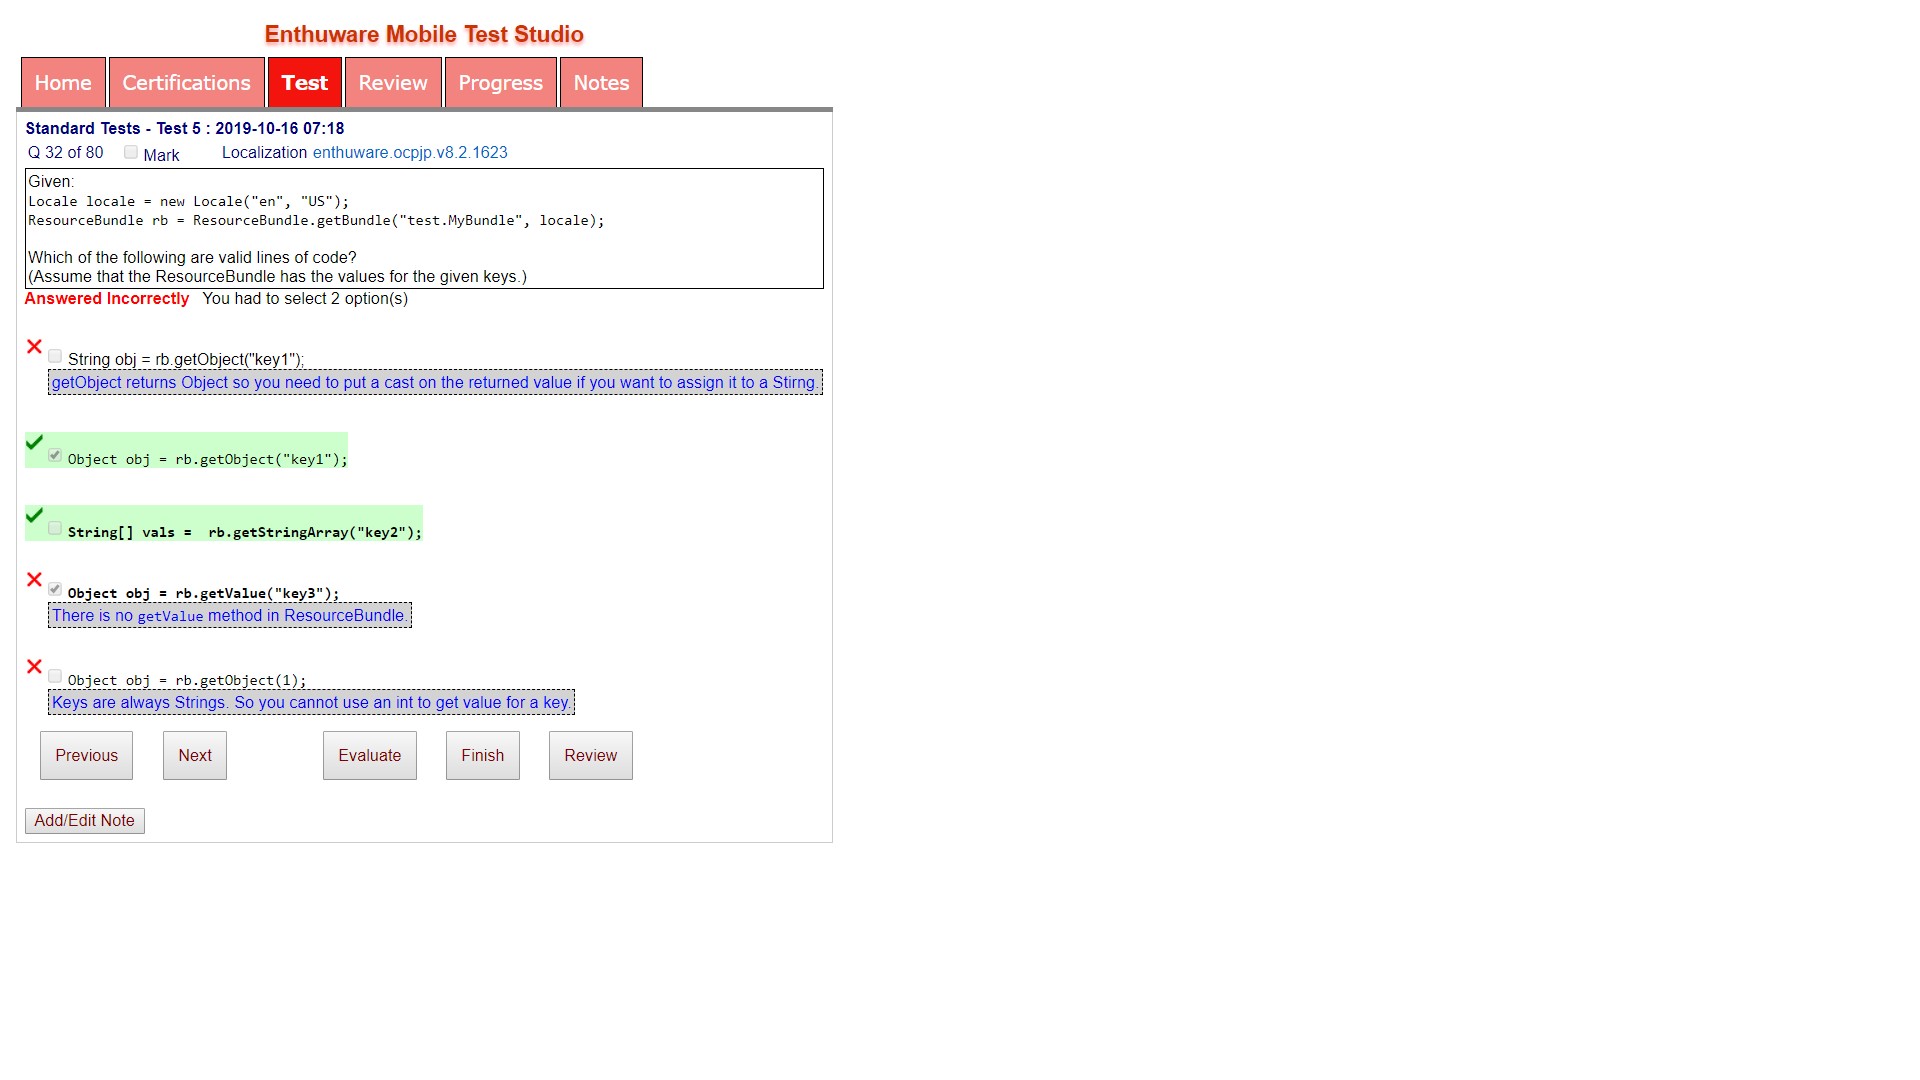 Enthuware Mobile Test Studio
Home Certifications Test Review Progress Notes
Standard Tests - Test 5 : 2019-10-16 07:18
Q 32 of 80 Mark Localization enthuware.ocpjp.v8.2.1623
Given:
Locale locale = new Locale("en", "US");
ResourceBundle rb = ResourceBundle.getBundle("test.MyBundle", locale);
Which of the following are valid lines of code?
(Assume that the ResourceBundle has the values for the given keys.)
Answered Incorrectly You had to select 2 option(s)
String obj = rb.getObject("key1");
getObject returns Object so you need to put a cast on the returned value if you want to assign it to a Stirng.
Object obj = rb.getObject("key1");
String[] vals =  rb.getStringArray("key2");
Object obj = rb.getValue("key3");
There is no getValue method in ResourceBundle.
Object obj = rb.getObject(1);
Keys are always Strings. So you cannot use an int to get value for a key.
Previous Next Evaluate Finish Review
Add/Edit Note